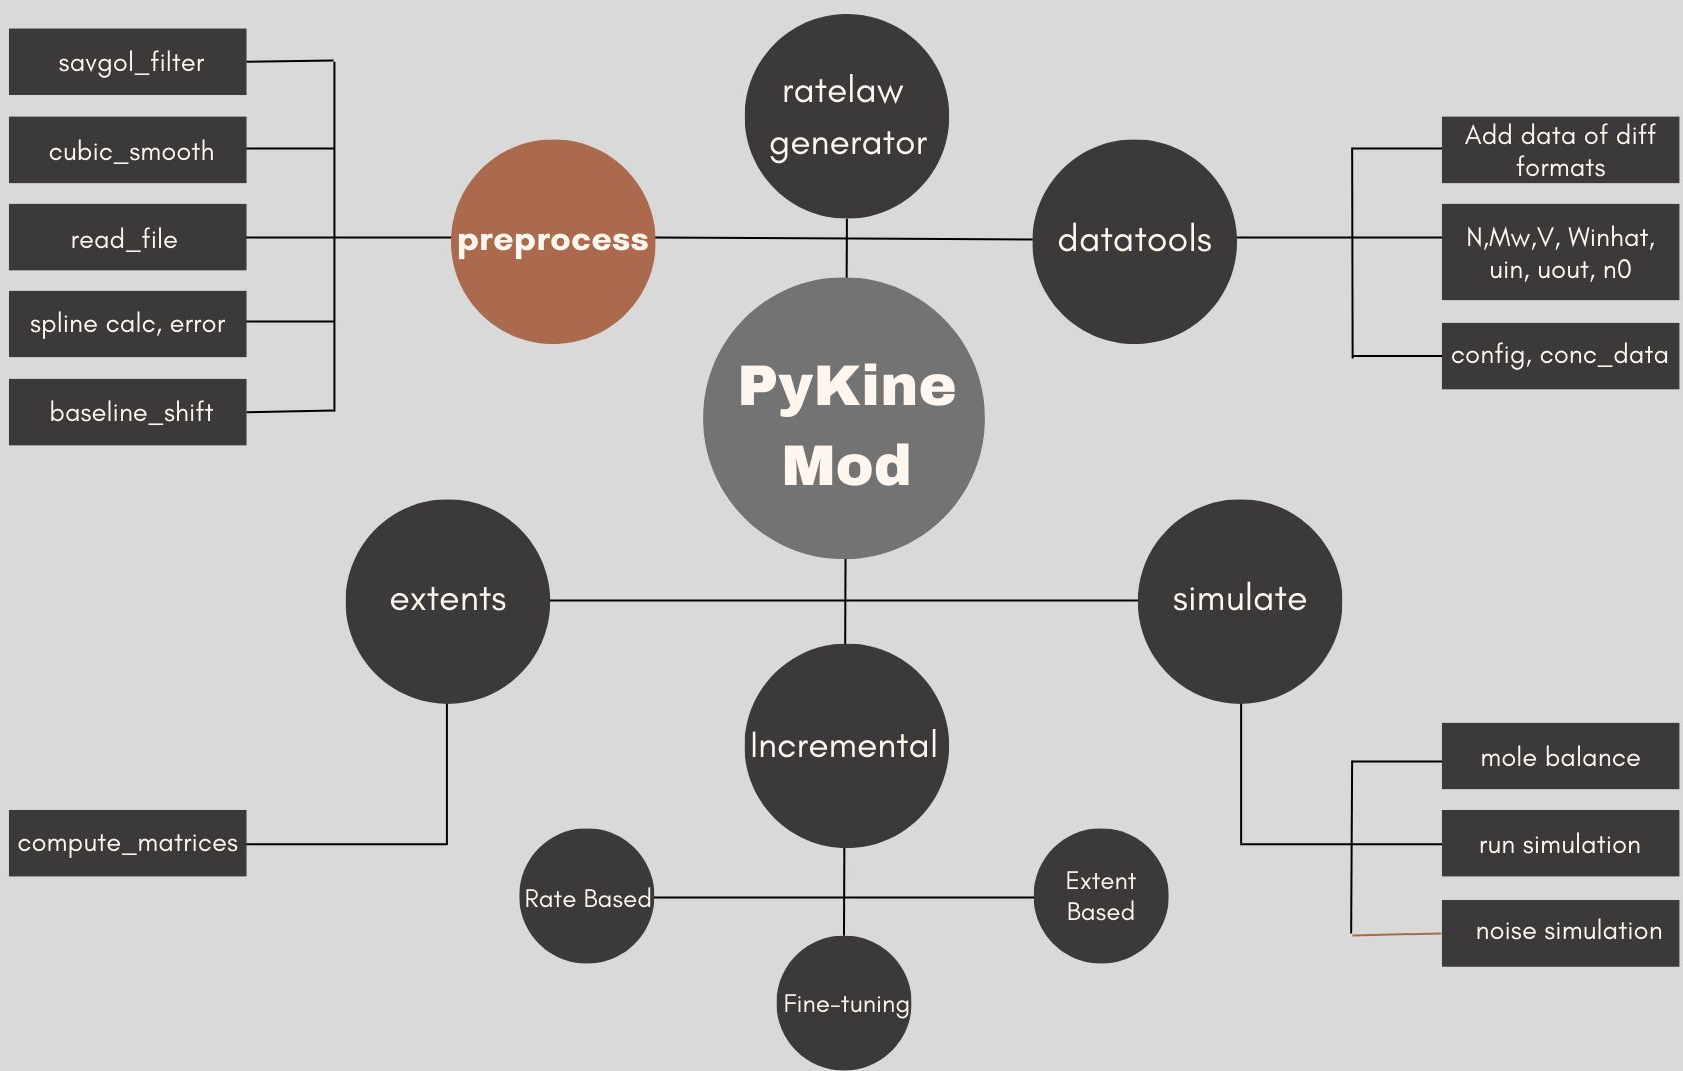 savgol_filter
cubic_smooth
read_file
spline calc, error
baseline_shift
preprocess
ratelaw
generator
datatools
Add data of diff
formats
N,Mw,V, Winhat,
uin, uout, n0
config, conc_data
PyKine
Mod
extents
simulate
Incremental
compute_matrices
Rate Based
Extent
Based
Fine-tuning
mole balance
run simulation
noise simulation